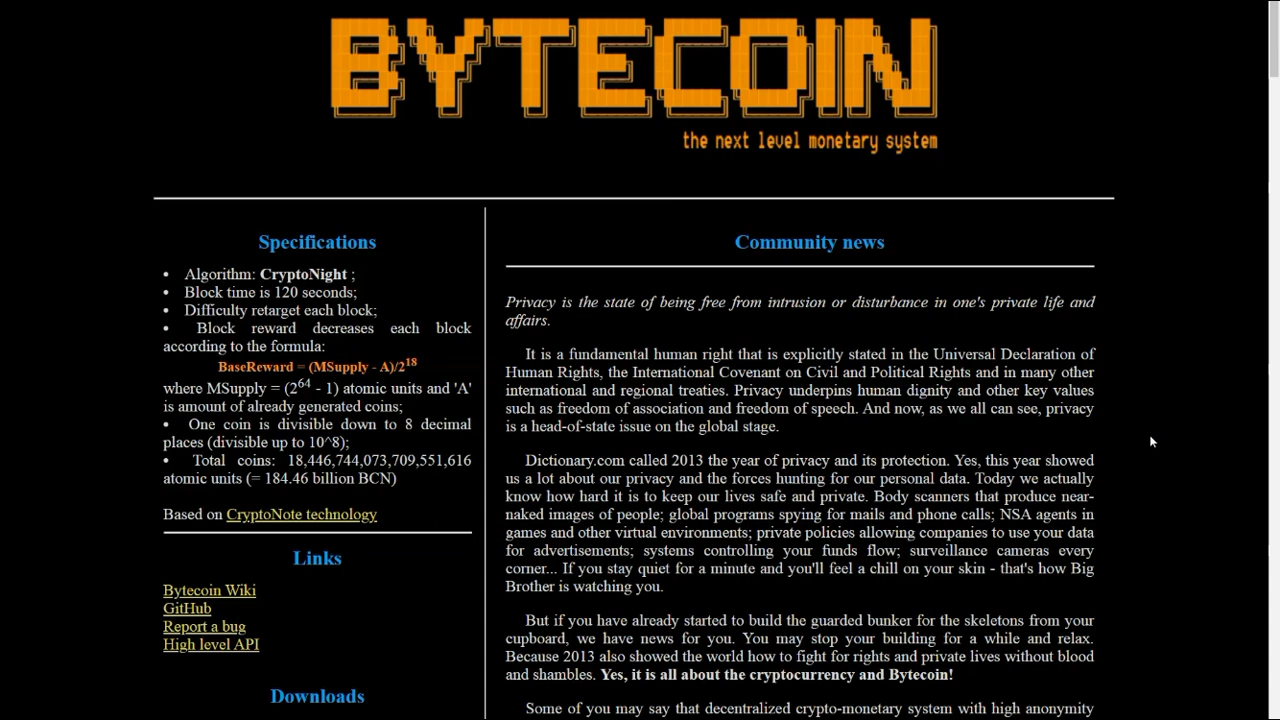 BYTECOIN
the next level monetary system
Specifications
• Algorithm: CryptoNight ;
• Block time is 120 seconds;
• Difficulty retarget each block;
• Block reward decreases each block
according to the formula:
BaseReward = (MSupply - A)/2^18
where MSupply = (2^64 - 1) atomic units and 'A'
is amount of already generated coins;
• One coin is divisible down to 8 decimal
places (divisible up to 10^8);
• Total coins: 18,446,744,073,709,551,616
atomic units (= 184.46 billion BCN)
Based on CryptoNote technology
Links
Bytecoin Wiki
GitHub
Report a bug
High level API
Downloads
Community news
Privacy is the state of being free from intrusion or disturbance in one's private life and
affairs.
It is a fundamental human right that is explicitly stated in the Universal Declaration of
Human Rights, the International Covenant on Civil and Political Rights and in many other
international and regional treaties. Privacy underpins human dignity and other key values
such as freedom of association and freedom of speech. And now, as we all can see, privacy
is a head-of-state issue on the global stage.
Dictionary.com called 2013 the year of privacy and its protection. Yes, this year showed
us a lot about our privacy and the forces hunting for our personal data. Today we actually
know how hard it is to keep our lives safe and private. Body scanners that produce near-
naked images of people; global programs spying for mails and phone calls; NSA agents in
games and other virtual environments; private policies allowing companies to use your data
for advertisements; systems controlling your funds flow; surveillance cameras every
corner... If you stay quiet for a minute and you'll feel a chill on your skin - that's how Big
Brother is watching you.
But if you have already started to build the guarded bunker for the skeletons from your
cupboard, we have news for you. You may stop your building for a while and relax.
Because 2013 also showed the world how to fight for rights and private lives without blood
and shambles. Yes, it is all about the cryptocurrency and Bytecoin!
Some of you may say that decentralized crypto-monetary system with high anonymity